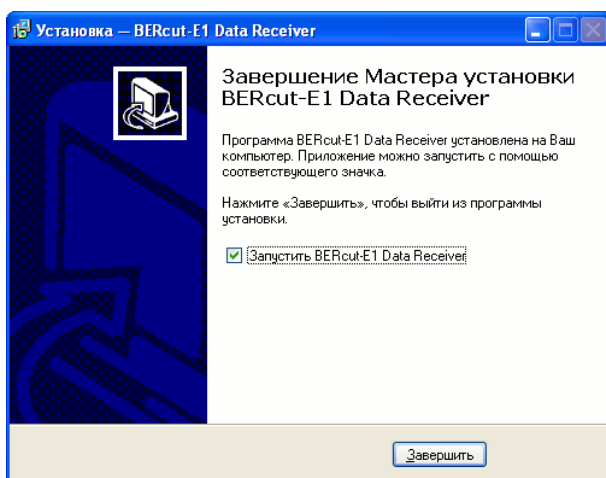 Установка — BERcut-E1 Data Receiver
Завершение Мастера установки
BERcut-E1 Data Receiver
Программа BERcut-E1 Data Receiver установлена на Ваш
компьютер. Приложение можно запустить с помощью
соответствующего значка.
Нажмите «Завершить», чтобы выйти из программы
установки.
Запустить BERcut-E1 Data Receiver
Завершить